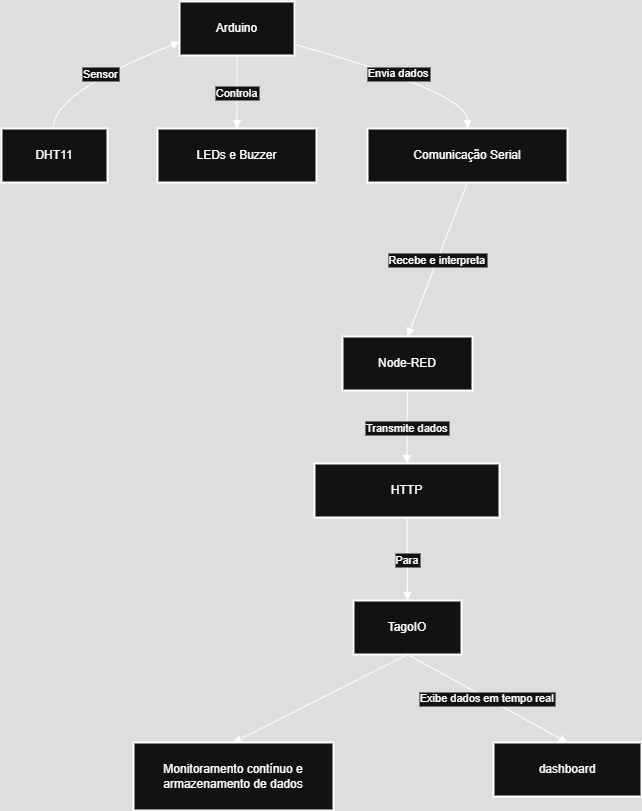 Arduino
Sensor
Envia dados
Controla
DHT11
LEDs e Buzzer
Comunicação Serial
Recebe e interpreta
Node-RED
Transmite dados
HTTP
Para
TagoIO
Exibe dados em tempo real
Monitoramento contínuo e
armazenamento de dados
dashboard